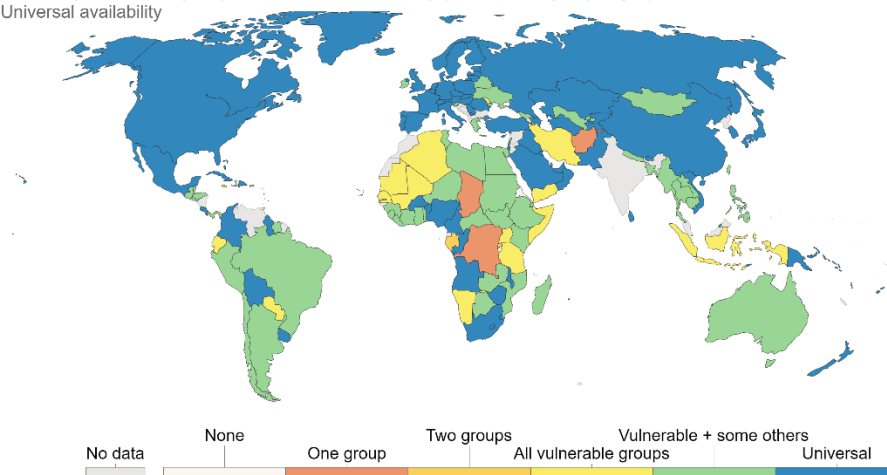 Universal availability
None
Two groups
Vulnerable + some others
No data
One group
All vulnerable groups
Universal